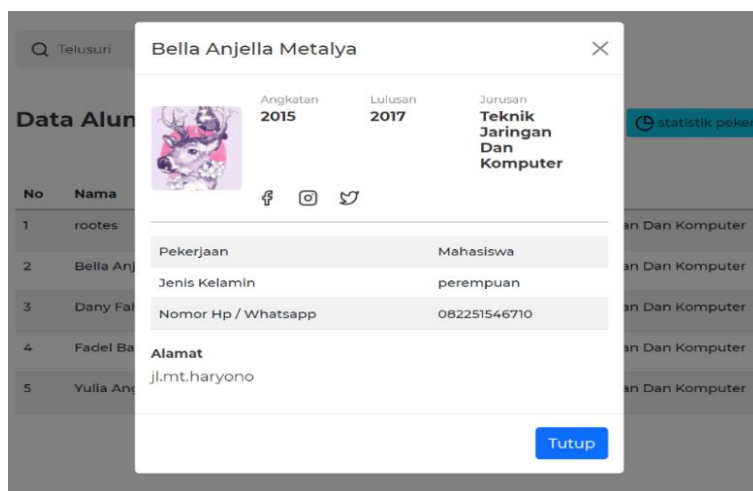 Telusuri
Bella Anjella Metalya
Data Alun
statistik peker
Angkatan
2015
Lulusan
2017
Jurusan
Teknik
Jaringan
Dan
Komputer
No Nama
1 rootes an Dan Komputer
2 Bella Anj an Dan Komputer
3 Dany Fah an Dan Komputer
4 Fadel Ba an Dan Komputer
5 Yulia Ang an Dan Komputer
Pekerjaan Mahasiswa
Jenis Kelamin perempuan
Nomor Hp / Whatsapp 082251546710
Alamat
jl.mt.haryono
Tutup